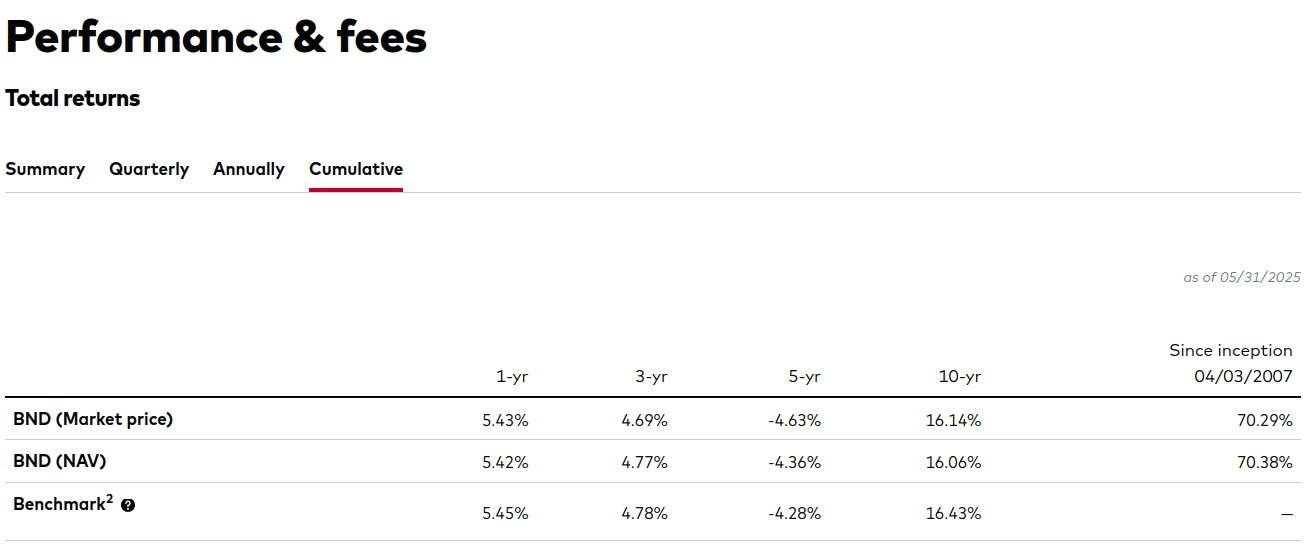 Performance & fees
Total returns
Summary Quarterly Annually Cumulative
as of 05/31/2025
Since inception
1-yr 3-yr 5-yr 10-yr 04/03/2007
BND (Market price) 5.43% 4.69% -4.63% 16.14% 70.29%
BND (NAV) 5.42% 4.77% -4.36% 16.06% 70.38%
Benchmark2 ? 5.45% 4.78% -4.28% 16.43% —